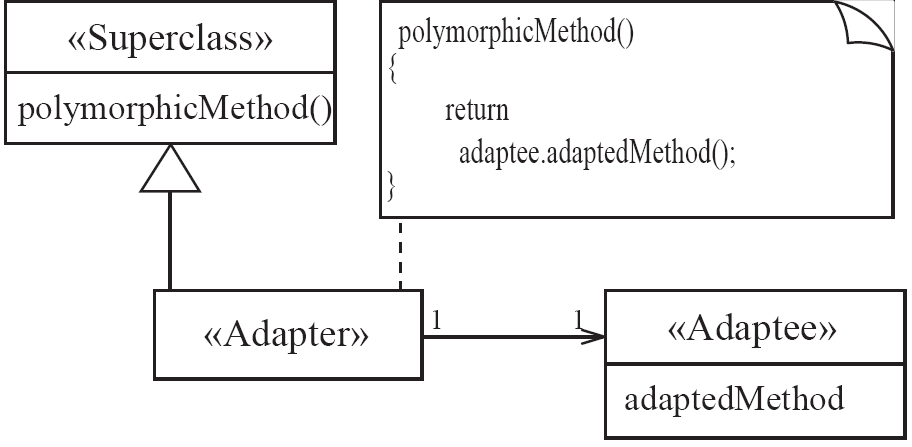 «Superclass»
polymorphicMethod()
polymorphicMethod()
{
return
adaptee.adaptedMethod();
}
«Adapter»
1
1
«Adaptee»
adaptedMethod